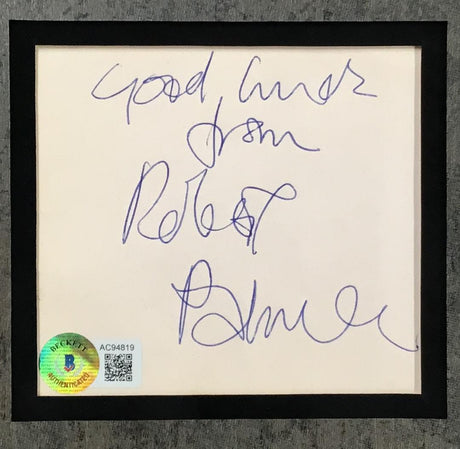 Good Luck
from
Robert
Palmer
BECKETT
B
AUTHENTICATED
AC94819